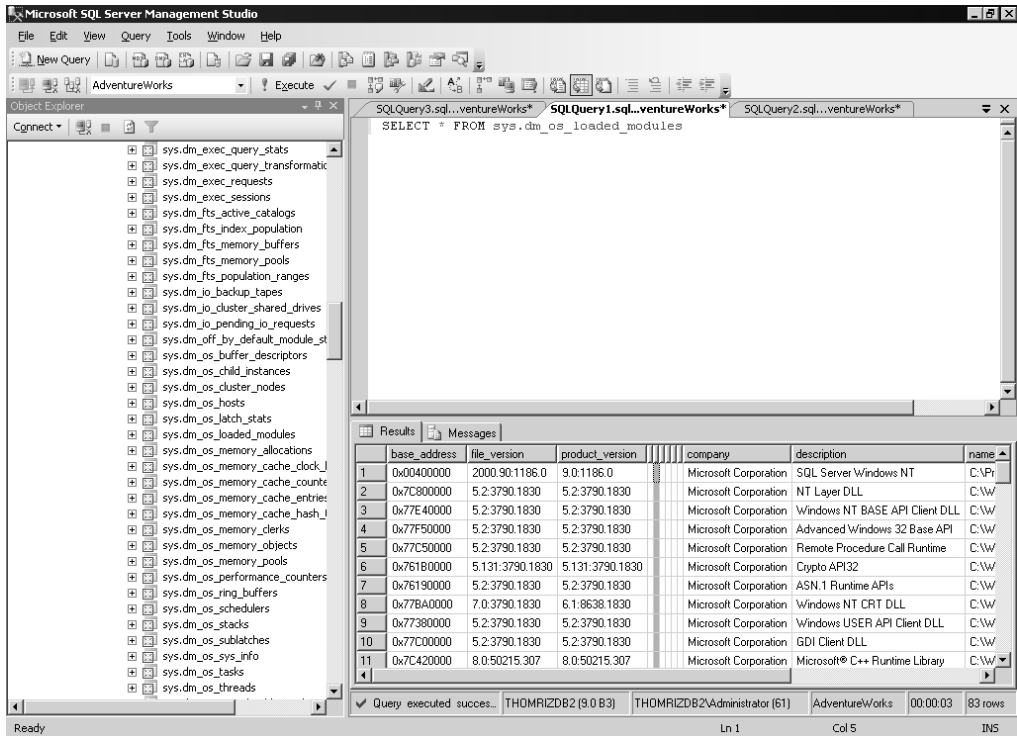 Microsoft SQL Server Management Studio
File Edit View Query Tools Window Help
New Query
AdventureWorks Execute
Object Explorer
Connect
sys.dm_exec_query_stats
sys.dm_exec_query_transformatic
sys.dm_exec_requests
sys.dm_exec_sessions
sys.dm_fts_active_catalogs
sys.dm_fts_index_population
sys.dm_fts_memory_buffers
sys.dm_fts_memory_pools
sys.dm_fts_population_ranges
sys.dm_io_backup_tapes
sys.dm_io_cluster_shared_drives
sys.dm_io_pending_io_requests
sys.dm_off_by_default_module_st
sys.dm_os_buffer_descriptors
sys.dm_os_child_instances
sys.dm_os_cluster_nodes
sys.dm_os_hosts
sys.dm_os_latch_stats
sys.dm_os_loaded_modules
sys.dm_os_memory_allocations
sys.dm_os_memory_cache_clock_l
sys.dm_os_memory_cache_counte
sys.dm_os_memory_cache_entries
sys.dm_os_memory_cache_hash_t
sys.dm_os_memory_clerks
sys.dm_os_memory_objects
sys.dm_os_memory_pools
sys.dm_os_performance_counters
sys.dm_os_ring_buffers
sys.dm_os_schedulers
sys.dm_os_stacks
sys.dm_os_sublatches
sys.dm_os_sys_info
sys.dm_os_tasks
sys.dm_os_threads
SQLQuery3.sql...ventureWorks* SQLQuery1.sql...ventureWorks* SQLQuery2.sql...ventureWorks*
SELECT * FROM sys.dm_os_loaded_modules
Results Messages
base_address file_version product_version company description name
1 0x00400000 2000.90:1186.0 9.0:1186.0 Microsoft Corporation SQL Server Windows NT C:\Pr
2 0x7C800000 5.2:3790.1830 5.2:3790.1830 Microsoft Corporation NT Layer DLL C:\W
3 0x77E40000 5.2:3790.1830 5.2:3790.1830 Microsoft Corporation Windows NT BASE API Client DLL C:\W
4 0x77F50000 5.2:3790.1830 5.2:3790.1830 Microsoft Corporation Advanced Windows 32 Base API C:\W
5 0x77C50000 5.2:3790.1830 5.2:3790.1830 Microsoft Corporation Remote Procedure Call Runtime C:\W
6 0x761B0000 5.131:3790.1830 5.131:3790.1830 Microsoft Corporation Crypto API32 C:\W
7 0x76190000 5.2:3790.1830 5.2:3790.1830 Microsoft Corporation ASN.1 Runtime APIs C:\W
8 0x77BA0000 7.0:3790.1830 6.1:8638.1830 Microsoft Corporation Windows NT CRT DLL C:\W
9 0x77380000 5.2:3790.1830 5.2:3790.1830 Microsoft Corporation Windows USER API Client DLL C:\W
10 0x77C00000 5.2:3790.1830 5.2:3790.1830 Microsoft Corporation GDI Client DLL C:\W
11 0x7C420000 8.0:50215.307 8.0:50215.307 Microsoft Corporation Microsoft® C++ Runtime Library C:\W
Query executed succes... THOMRIZDB2 (9.0 B3) THOMRIZDB2\Administrator (61) AdventureWorks 00:00:03 83 rows
Ready Ln 1 Col 5 INS